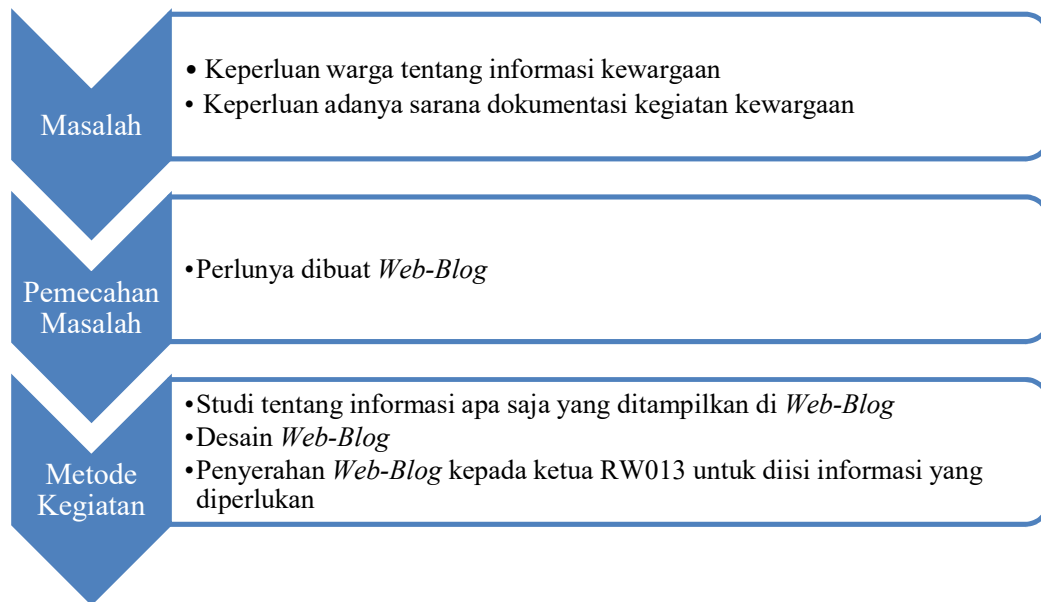 Masalah
• Keperluan warga tentang informasi kewargaan
• Keperluan adanya sarana dokumentasi kegiatan kewargaan
Pemecahan
Masalah
•Perlunya dibuat Web-Blog
Metode
Kegiatan
•Studi tentang informasi apa saja yang ditampilkan di Web-Blog
•Desain Web-Blog
•Penyerahan Web-Blog kepada ketua RW013 untuk diisi informasi yang
diperlukan